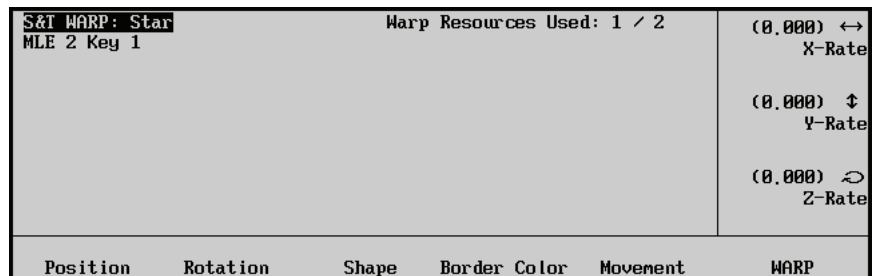 S&T WARP: Star Warp Resources Used: 1 / 2
MLE 2 Key 1
(0.000) ↔
X-Rate
(0.000) ↕
Y-Rate
(0.000)
Z-Rate
Position Rotation Shape Border Color Movement WARP